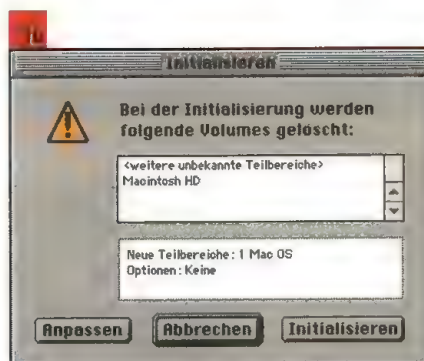 Initialisieren
Bei der Initialisierung werden
folgende Volumes gelöscht:
<weitere unbekannte Teilbereiche>
Macintosh HD
Neue Teilbereiche: 1 Mac OS
Optionen: Keine
Anpassen
Abbrechen
Initialisieren